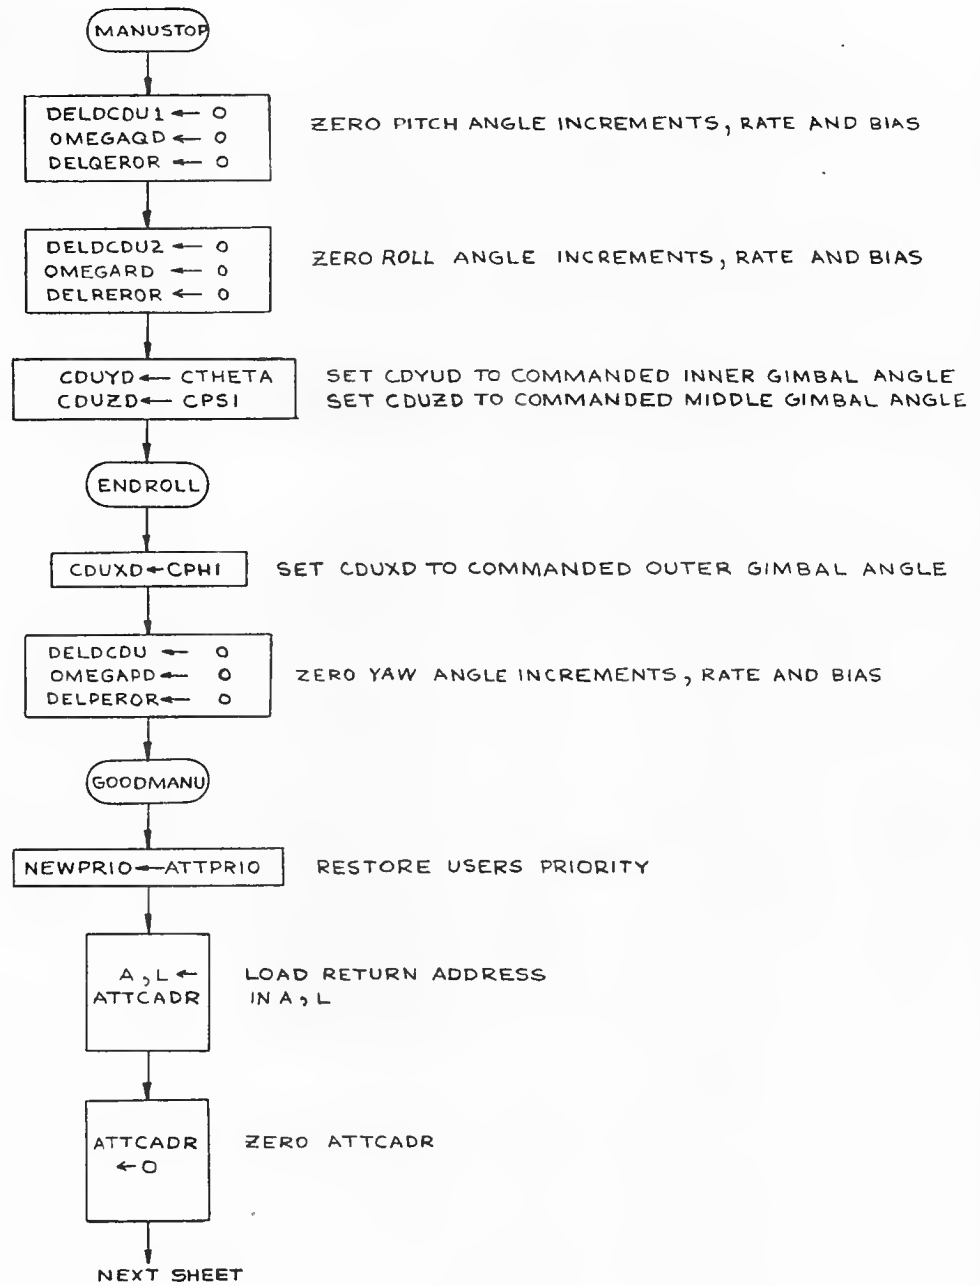 MANUSTOP
DELDCDU1 ← 0
OMEGAQD ← 0
DELQEROR ← 0
ZERO PITCH ANGLE INCREMENTS, RATE AND BIAS
DELDCDU2 ← 0
OMEGARD ← 0
DELREROR ← 0
ZERO ROLL ANGLE INCREMENTS, RATE AND BIAS
CDUYD ← CTHETA
CDUZD ← CPSI
SET CDYUD TO COMMANDED INNER GIMBAL ANGLE
SET CDUZD TO COMMANDED MIDDLE GIMBAL ANGLE
ENDROLL
CDUXD ← CPHI
SET CDUXD TO COMMANDED OUTER GIMBAL ANGLE
DELDCDU ← 0
OMEGAPD ← 0
DELPEROR ← 0
ZERO YAW ANGLE INCREMENTS, RATE AND BIAS
GOODMANU
NEWPRIO ← ATTPRIO
RESTORE USERS PRIORITY
A, L ←
ATTCADR
LOAD RETURN ADDRESS
IN A, L
ATTCADR
← 0
ZERO ATTCADR
NEXT SHEET